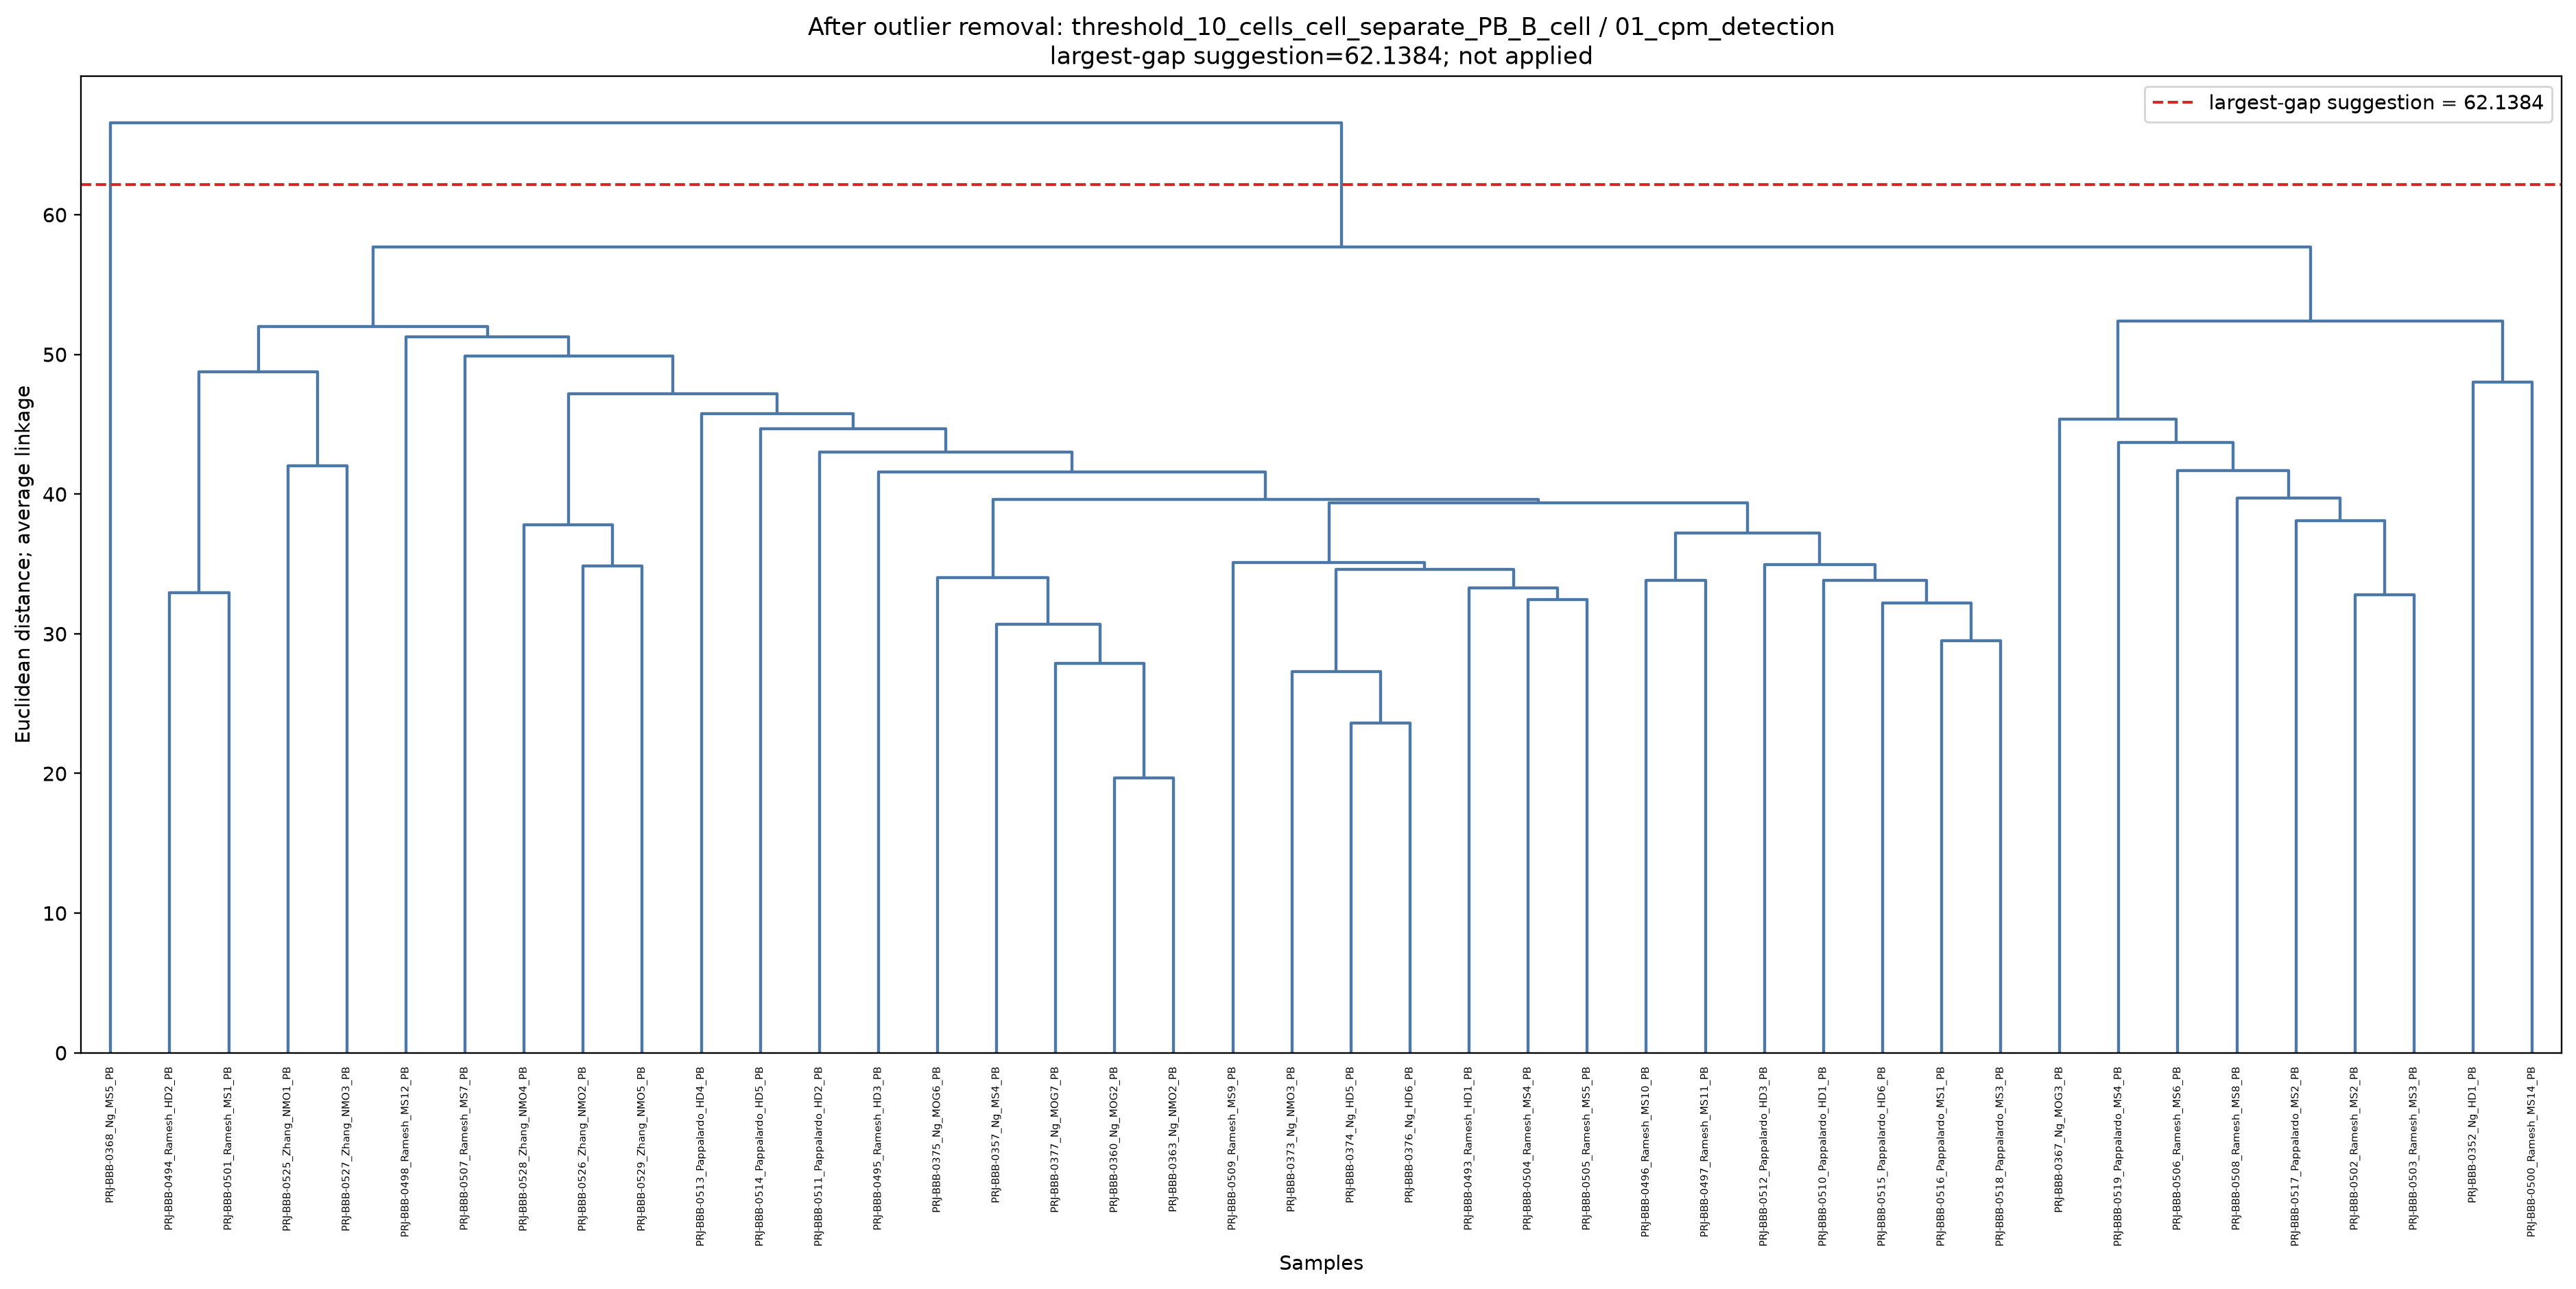 After outlier removal: threshold_10_cells_cell_separate_PB_B_cell / 01_cpm_detection
largest-gap suggestion=62.1384; not applied
largest-gap suggestion = 62.1384
Euclidean distance; average linkage
60
50
40
30
20
10
0
PRJ-BBB-0368_Ng_MS5_PB
PRJ-BBB-0494_Ramesh_HD2_PB
PRJ-BBB-0501_Ramesh_MS1_PB
PRJ-BBB-0525_Zhang_NMO1_PB
PRJ-BBB-0527_Zhang_NMO3_PB
PRJ-BBB-0498_Ramesh_MS12_PB
PRJ-BBB-0507_Ramesh_MS7_PB
PRJ-BBB-0528_Zhang_NMO4_PB
PRJ-BBB-0526_Zhang_NMO2_PB
PRJ-BBB-0529_Zhang_NMO5_PB
PRJ-BBB-0513_Pappalardo_HD4_PB
PRJ-BBB-0514_Pappalardo_HD5_PB
PRJ-BBB-0511_Pappalardo_HD2_PB
PRJ-BBB-0495_Ramesh_HD3_PB
PRJ-BBB-0375_Ng_MOG6_PB
PRJ-BBB-0357_Ng_MS4_PB
PRJ-BBB-0377_Ng_MOG7_PB
PRJ-BBB-0360_Ng_MOG2_PB
PRJ-BBB-0363_Ng_NMO2_PB
PRJ-BBB-0509_Ramesh_MS9_PB
PRJ-BBB-0373_Ng_NMO3_PB
PRJ-BBB-0374_Ng_HD5_PB
PRJ-BBB-0376_Ng_HD6_PB
PRJ-BBB-0493_Ramesh_HD1_PB
PRJ-BBB-0504_Ramesh_MS4_PB
PRJ-BBB-0505_Ramesh_MS5_PB
PRJ-BBB-0496_Ramesh_MS10_PB
PRJ-BBB-0497_Ramesh_MS11_PB
PRJ-BBB-0512_Pappalardo_HD3_PB
PRJ-BBB-0510_Pappalardo_HD1_PB
PRJ-BBB-0515_Pappalardo_HD6_PB
PRJ-BBB-0516_Pappalardo_MS1_PB
PRJ-BBB-0518_Pappalardo_MS3_PB
PRJ-BBB-0367_Ng_MOG3_PB
PRJ-BBB-0519_Pappalardo_MS4_PB
PRJ-BBB-0506_Ramesh_MS6_PB
PRJ-BBB-0508_Ramesh_MS8_PB
PRJ-BBB-0517_Pappalardo_MS2_PB
PRJ-BBB-0502_Ramesh_MS2_PB
PRJ-BBB-0503_Ramesh_MS3_PB
PRJ-BBB-0352_Ng_HD1_PB
PRJ-BBB-0500_Ramesh_MS14_PB
Samples